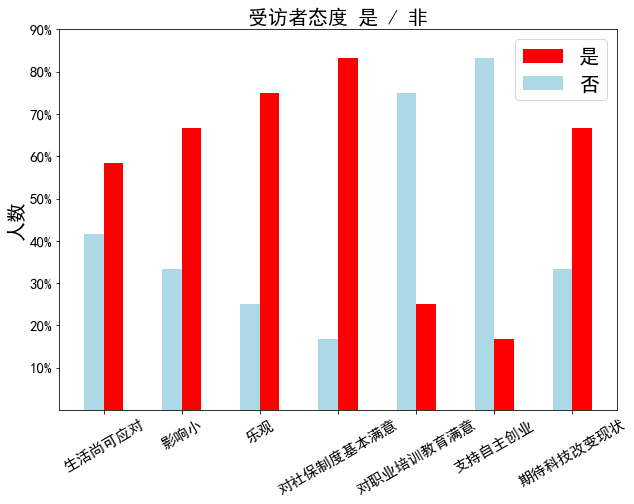 受访者态度 是 / 非
是
否
人数
90%
80%
70%
60%
50%
40%
30%
20%
10%
生活尚可应对
影响小
乐观
对社保制度基本满意
对职业培训教育满意
支持自主创业
期待科技改变现状